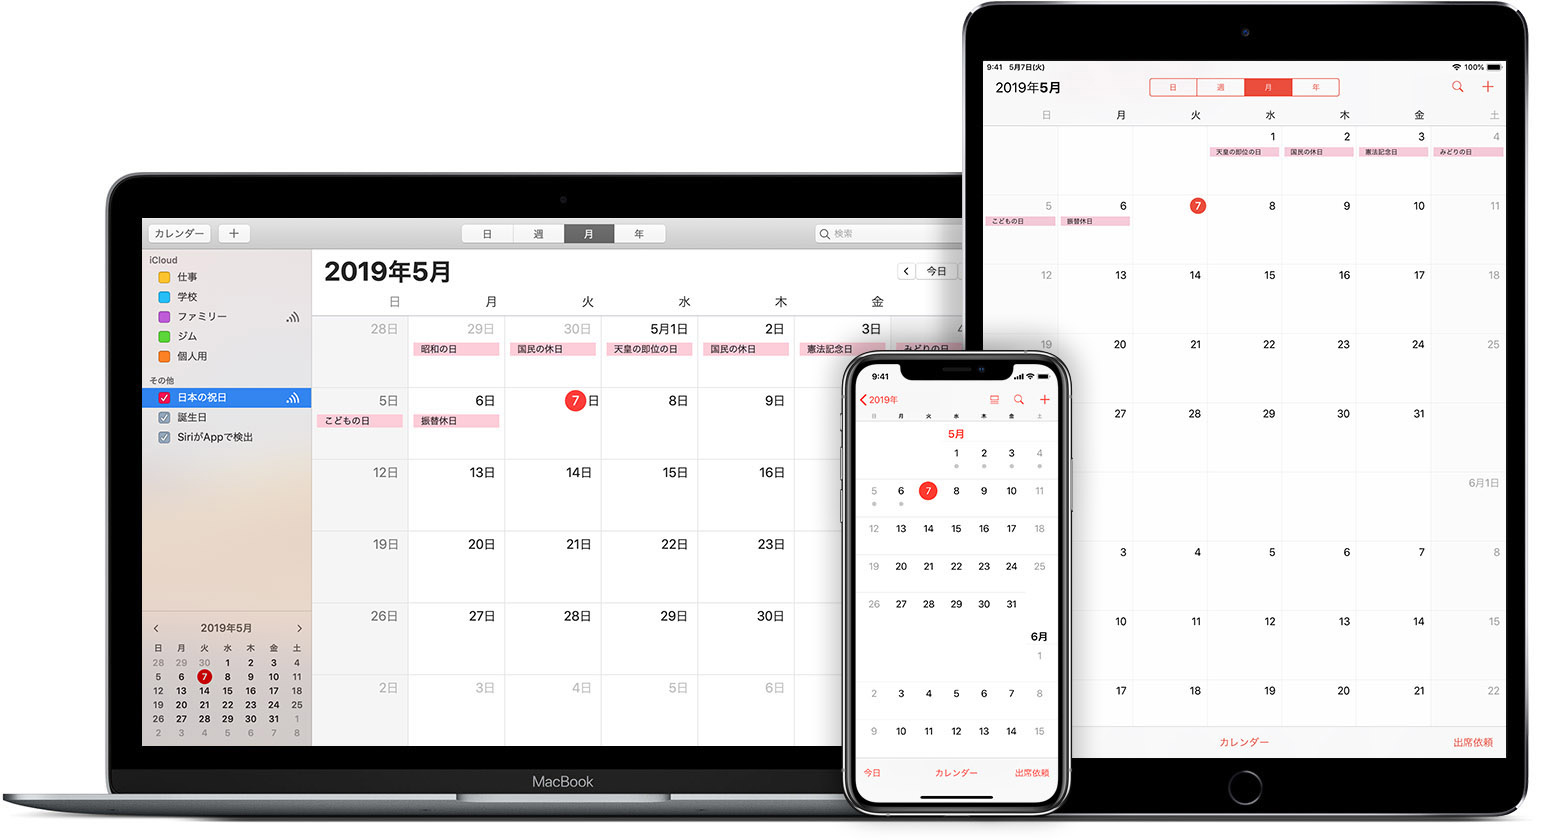 カレンダー ＋ 日 週 月 年 検索
iCloud
仕事
学校
ファミリー
ジム
個人用
その他
日本の祝日
誕生日
SiriがAppで検出
2019年5月
日 月 火 水 木 金 土
28 29 30 1 2 3 4
5 6 7 8 9 10 11
12 13 14 15 16 17 18
19 20 21 22 23 24 25
26 27 28 29 30 31 1
2 3 4 5 6 7 8
2019年5月 今日
日 月 火 水 木 金
28日 29日 30日 5月1日 2日 3日
昭和の日 国民の休日 天皇の即位の日 国民の休日 憲法記念日 みどりの日
5日 6日 7日 8日 9日
こどもの日 振替休日
12日 13日 14日 15日 16日
19日 20日 21日 22日 23日
26日 27日 28日 29日 30日
2日 3日 4日 5日 6日
MacBook
9:41
2019年
日 月 火 水 木 金 土
5月
1 2 3 4
5 6 7 8 9 10 11
12 13 14 15 16 17 18
19 20 21 22 23 24 25
26 27 28 29 30 31
6月
1
2 3 4 5 6 7 8
9 10 11 12 13 14 15
今日 カレンダー 出席依頼
9:41 5月7日(火) 100%
2019年5月 日 週 月 年
日 月 火 水 木 金 土
1 2 3 4
天皇の即位の日 国民の休日 憲法記念日 みどりの日
5 6 7 8 9 10 11
こどもの日 振替休日
12 13 14 15 16 17 18
19 20 21 22 23 24 25
27 28 29 30 31
6月1日
3 4 5 6 7 8
10 11 12 13 14 15
17 18 19 20 21 22
カレンダー 出席依頼